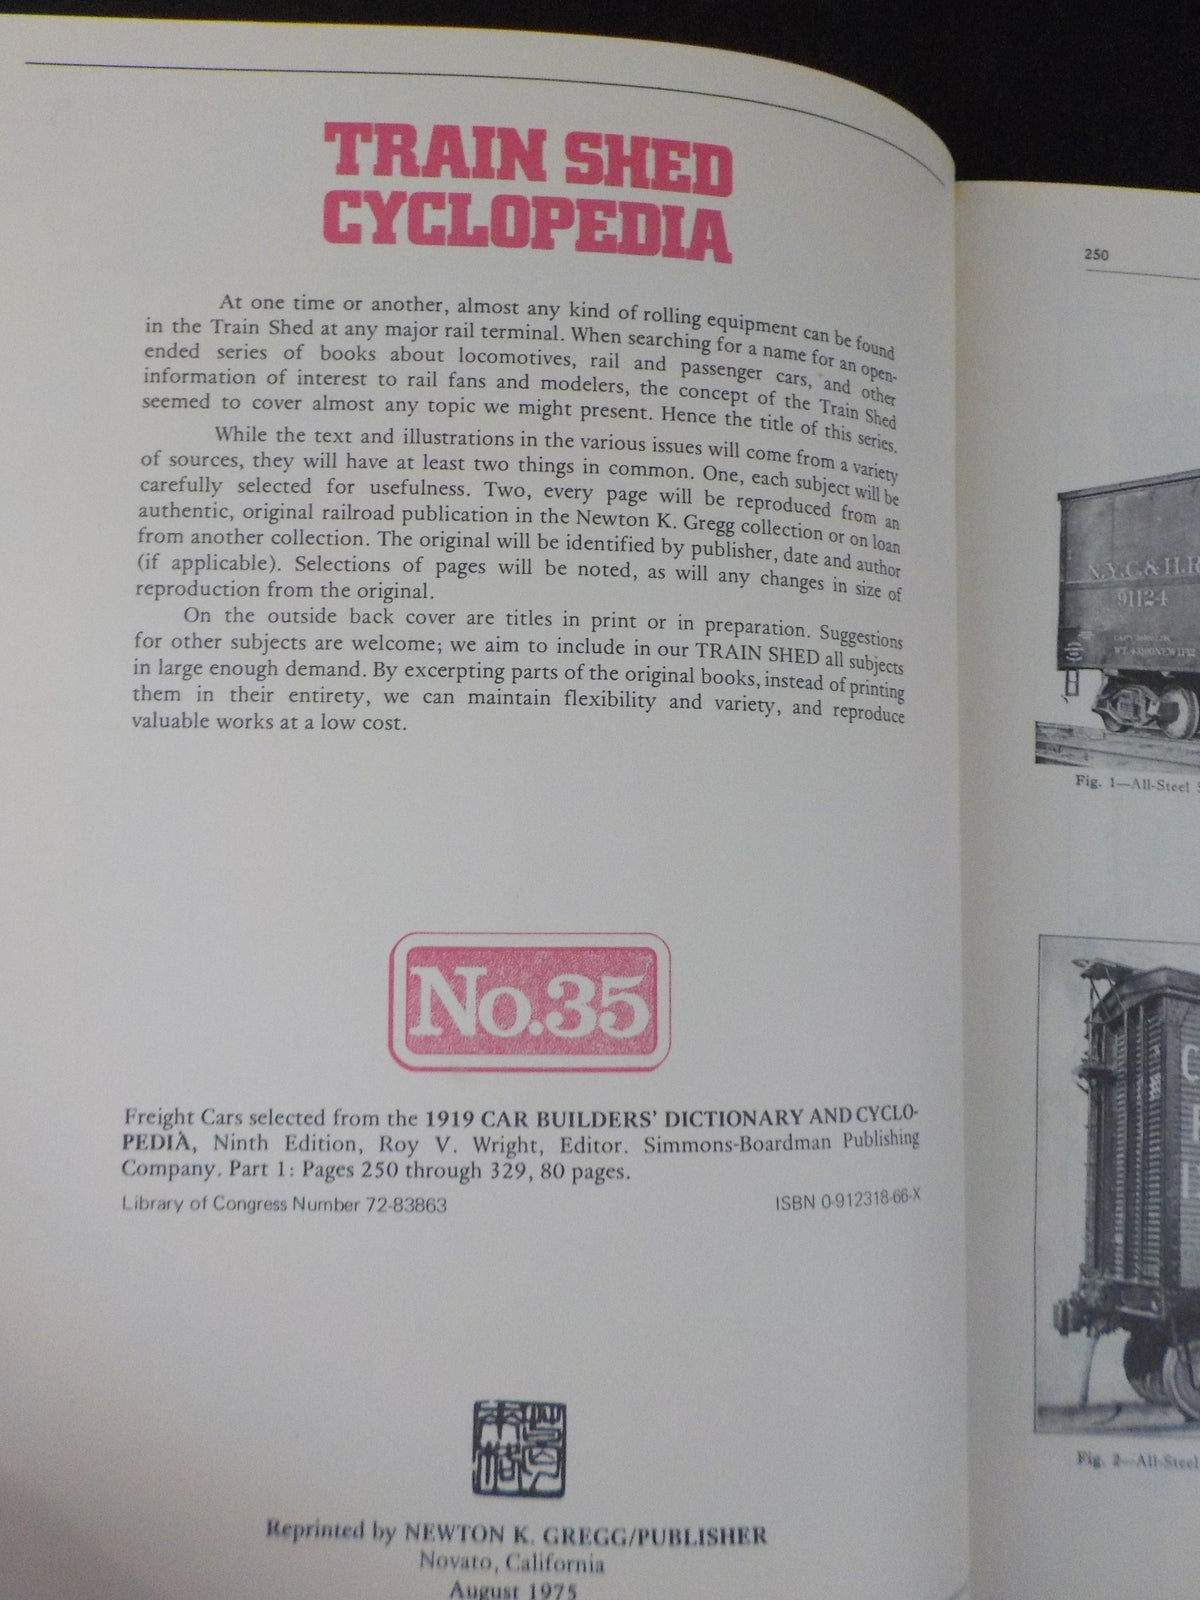 TRAIN SHED
CYCLOPEDIA
At one time or another, almost any kind of rolling equipment can be found
in the Train Shed at any major rail terminal. When searching for a name for an open-
ended series of books about locomotives, rail and passenger cars, and other
information of interest to rail fans and modelers, the concept of the Train Shed
seemed to cover almost any topic we might present. Hence the title of this series.
While the text and illustrations in the various issues will come from a variety
of sources, they will have at least two things in common. One, each subject will be
carefully selected for usefulness. Two, every page will be reproduced from an
authentic, original railroad publication in the Newton K. Gregg collection or on loan
from another collection. The original will be identified by publisher, date and author
(if applicable). Selections of pages will be noted, as will any changes in size of
reproduction from the original.
On the outside back cover are titles in print or in preparation. Suggestions
for other subjects are welcome; we aim to include in our TRAIN SHED all subjects
in large enough demand. By excerpting parts of the original books, instead of printing
them in their entirety, we can maintain flexibility and variety, and reproduce
valuable works at a low cost.
No.35
Freight Cars selected from the 1919 CAR BUILDERS' DICTIONARY AND CYCLO-
PEDIA, Ninth Edition, Roy V. Wright, Editor. Simmons-Boardman Publishing
Company. Part 1: Pages 250 through 329, 80 pages.
Library of Congress Number 72-83863
ISBN 0-912318-66-X
Reprinted by NEWTON K. GREGG/PUBLISHER
Novato, California
August 1975
250
N.Y.C.& H.R
91124
Fig. 1—All-Steel S
Fig. 2—All-Steel